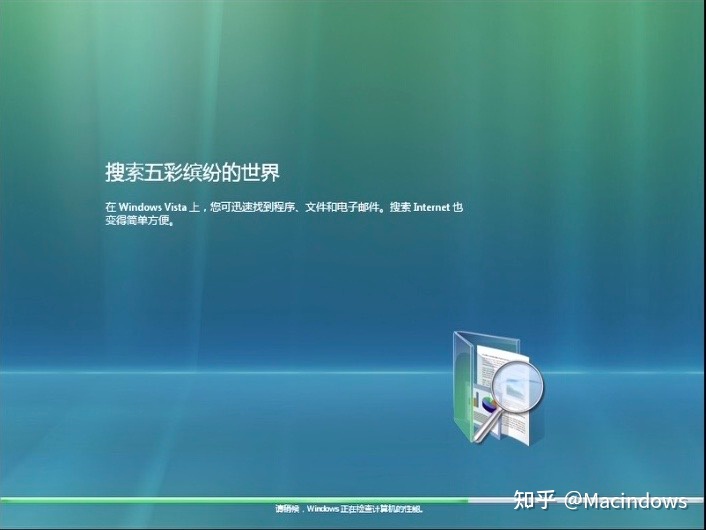 搜索五彩缤纷的世界
在 Windows Vista 上，您可迅速找到程序、文件和电子邮件。搜索 Internet 也
变得简单方便。
请稍候，Windows 正在检查计算机的性能。
知乎 @Macindows